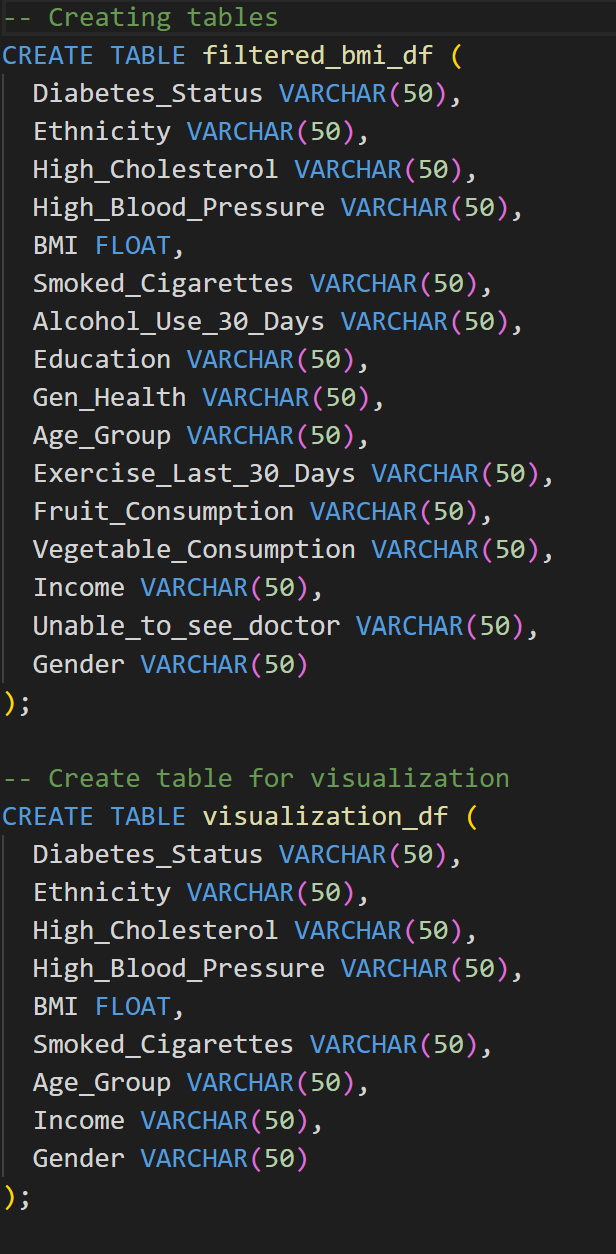 -- Creating tables
CREATE TABLE filtered_bmi_df (
  Diabetes_Status VARCHAR(50),
  Ethnicity VARCHAR(50),
  High_Cholesterol VARCHAR(50),
  High_Blood_Pressure VARCHAR(50),
  BMI FLOAT,
  Smoked_Cigarettes VARCHAR(50),
  Alcohol_Use_30_Days VARCHAR(50),
  Education VARCHAR(50),
  Gen_Health VARCHAR(50),
  Age_Group VARCHAR(50),
  Exercise_Last_30_Days VARCHAR(50),
  Fruit_Consumption VARCHAR(50),
  Vegetable_Consumption VARCHAR(50),
  Income VARCHAR(50),
  Unable_to_see_doctor VARCHAR(50),
  Gender VARCHAR(50)
);

-- Create table for visualization
CREATE TABLE visualization_df (
  Diabetes_Status VARCHAR(50),
  Ethnicity VARCHAR(50),
  High_Cholesterol VARCHAR(50),
  High_Blood_Pressure VARCHAR(50),
  BMI FLOAT,
  Smoked_Cigarettes VARCHAR(50),
  Age_Group VARCHAR(50),
  Income VARCHAR(50),
  Gender VARCHAR(50)
);